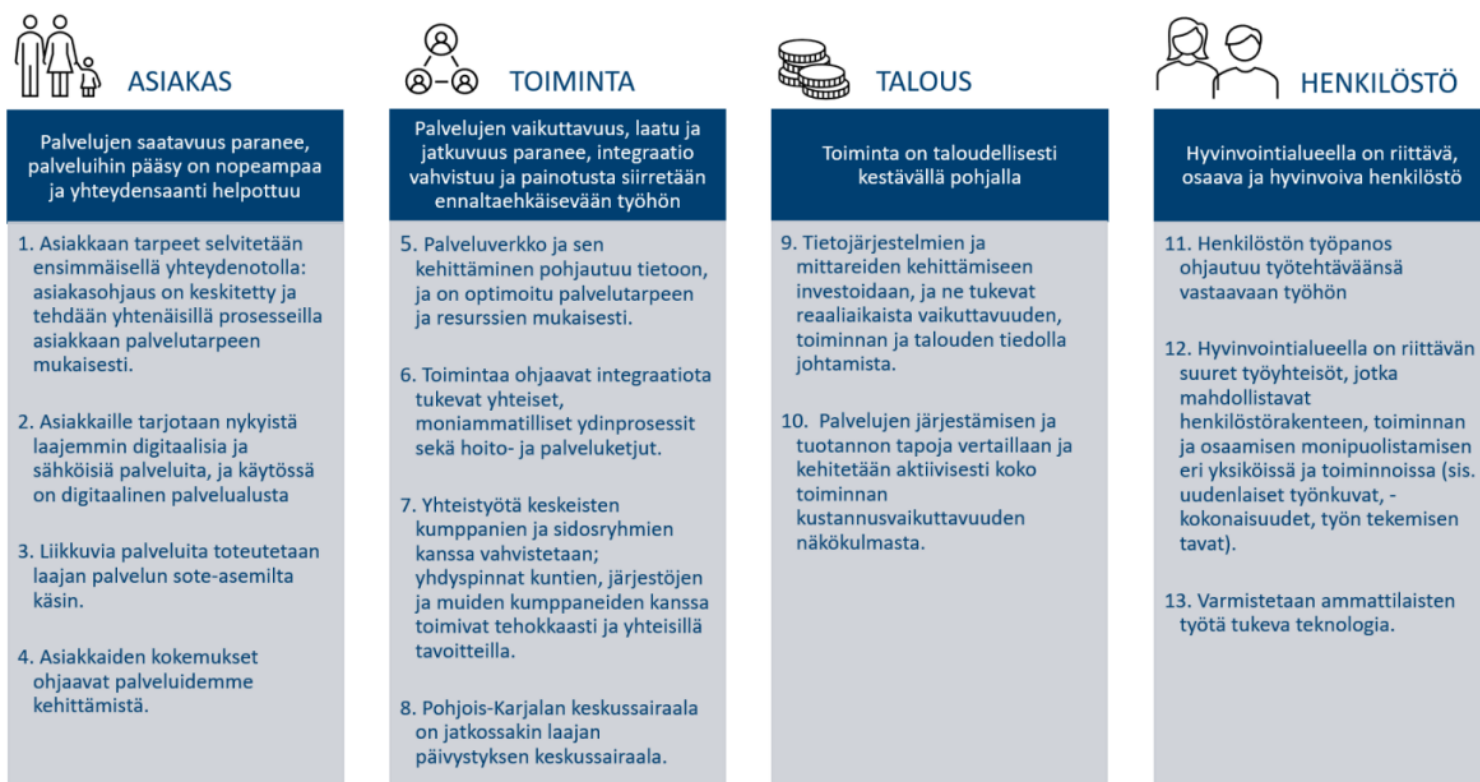 ASIAKAS
Palvelujen saatavuus paranee,
palveluihin pääsy on nopeampaa
ja yhteydensaanti helpottuu
1. Asiakkaan tarpeet selvitetään
ensimmäisellä yhteydenotolla:
asiakasohjaus on keskitetty ja
tehdään yhtenäisillä prosesseilla
asiakkaan palvelutarpeen
mukaisesti.
2. Asiakkaille tarjotaan nykyistä
laajemmin digitaalisia ja
sähköisiä palveluita, ja käytössä
on digitaalinen palvelualusta
3. Liikkuvia palveluita toteutetaan
laajan palvelun sote-asemilta
käsin.
4. Asiakkaiden kokemukset
ohjaavat palveluidemme
kehittämistä.
TOIMINTA
Palvelujen vaikuttavuus, laatu ja
jatkuvuus paranee, integraatio
vahvistuu ja painotusta siirretään
ennaltaehkäisevään työhön
5. Palveluverkko ja sen
kehittäminen pohjautuu tietoon,
ja on optimoitu palvelutarpeen
ja resurssien mukaisesti.
6. Toimintaa ohjaavat integraatiota
tukevat yhteiset,
moniammatilliset ydinprosessit
sekä hoito- ja palveluketjut.
7. Yhteistyötä keskeisten
kumppanien ja sidosryhmien
kanssa vahvistetaan;
yhdyspinnat kuntien, järjestöjen
ja muiden kumppaneiden kanssa
toimivat tehokkaasti ja yhteisillä
tavoitteilla.
8. Pohjois-Karjalan keskussairaala
on jatkossakin laajan
päivystyksen keskussairaala.
TALOUS
Toiminta on taloudellisesti
kestävällä pohjalla
9. Tietojärjestelmien ja
mittareiden kehittämiseen
investoidaan, ja ne tukevat
reaaliaikaista vaikuttavuuden,
toiminnan ja talouden tiedolla
johtamista.
10. Palvelujen järjestämisen ja
tuotannon tapoja vertaillaan ja
kehitetään aktiivisesti koko
toiminnan
kustannusvaikuttavuuden
näkökulmasta.
HENKILÖSTÖ
Hyvinvointialueella on riittävä,
osaava ja hyvinvoiva henkilöstö
11. Henkilöstön työpanos
ohjautuu työtehtäväänsä
vastaavaan työhön
12. Hyvinvointialueella on riittävän
suuret työyhteisöt, jotka
mahdollistavat
henkilöstörakenteen, toiminnan
ja osaamisen monipuolistamisen
eri yksiköissä ja toiminnoissa (sis.
uudenlaiset työnkuvat, -
kokonaisuudet, työn tekemisen
tavat).
13. Varmistetaan ammattilaisten
työtä tukeva teknologia.